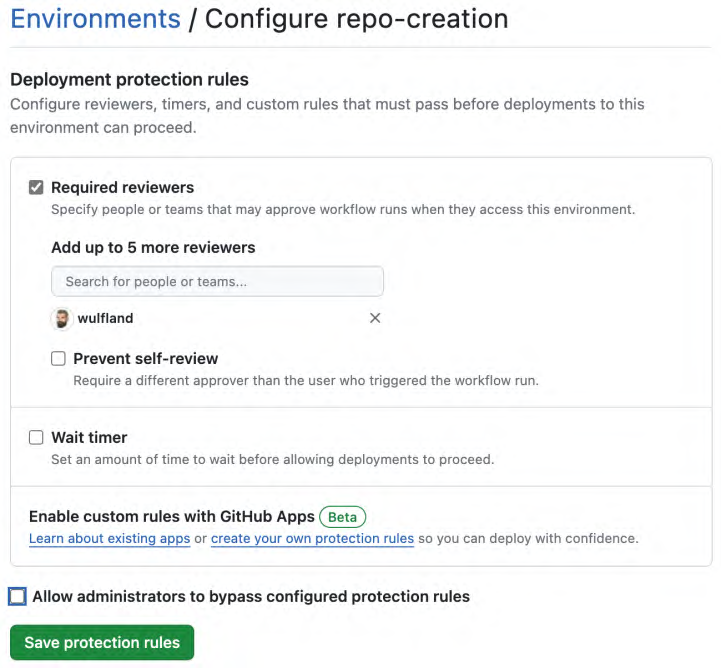 Environments / Configure repo-creation
Deployment protection rules
Configure reviewers, timers, and custom rules that must pass before deployments to this
environment can proceed.
Required reviewers
Specify people or teams that may approve workflow runs when they access this environment.
Add up to 5 more reviewers
Search for people or teams...
wulfland
Prevent self-review
Require a different approver than the user who triggered the workflow run.
Wait timer
Set an amount of time to wait before allowing deployments to proceed.
Enable custom rules with GitHub Apps Beta
Learn about existing apps or create your own protection rules so you can deploy with confidence.
Allow administrators to bypass configured protection rules
Save protection rules